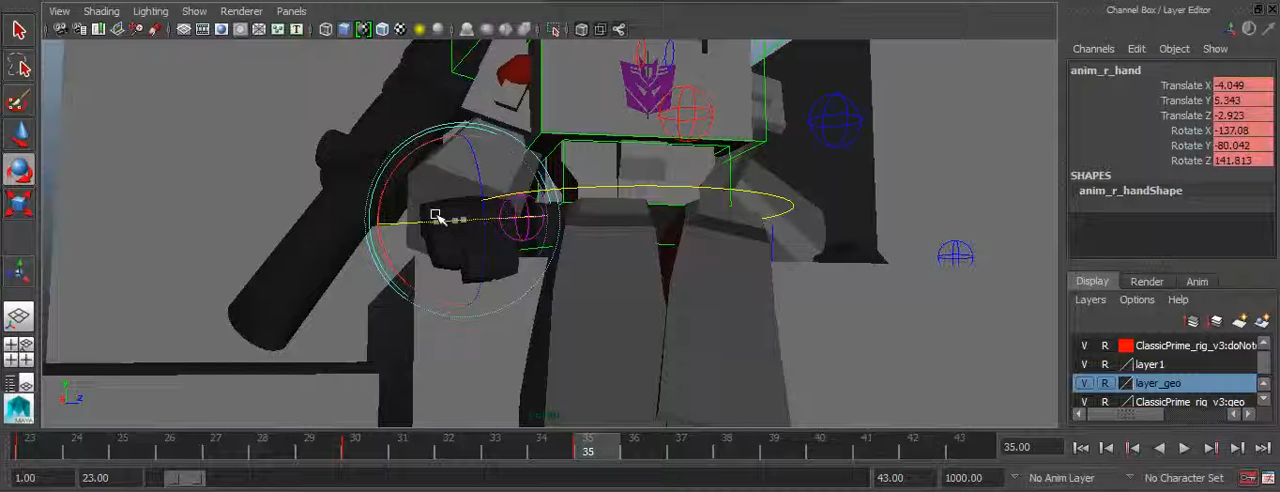 View Shading Lighting Show Renderer Panels
Channel Box / Layer Editor
Channels Edit Object Show
anim_r_hand
Translate X -4.049
Translate Y 5.343
Translate Z -2.923
Rotate X -137.08
Rotate Y -80.042
Rotate Z 141.813
SHAPES
anim_r_handShape
Display Render Anim
Layers Options Help
V R ClassicPrime_rig_v3:doNot
V R layer1
V R layer_geo
V R ClassicPrime_rig_v3:geo
MAYA
y z
23 24 25 26 27 28 29 30 31 32 33 34 35 36 37 38 39 40 41 42 43
35
35.00
1.00 23.00 43.00 1000.00 No Anim Layer No Character Set